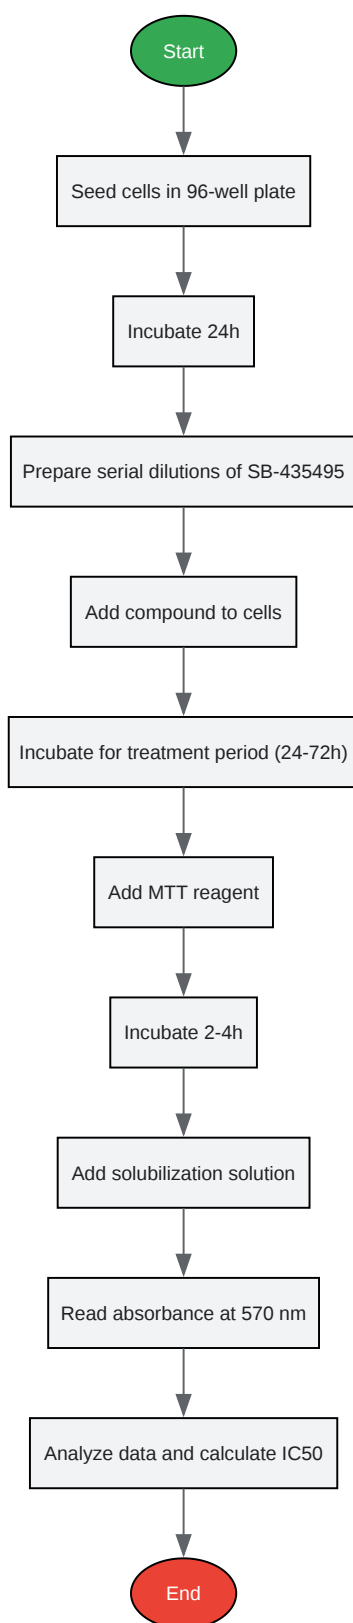 Start
Seed cells in 96-well plate
Incubate 24h
Prepare serial dilutions of SB-435495
Add compound to cells
Incubate for treatment period (24-72h)
Add MTT reagent
Incubate 2-4h
Add solubilization solution
Read absorbance at 570 nm
Analyze data and calculate IC50
End